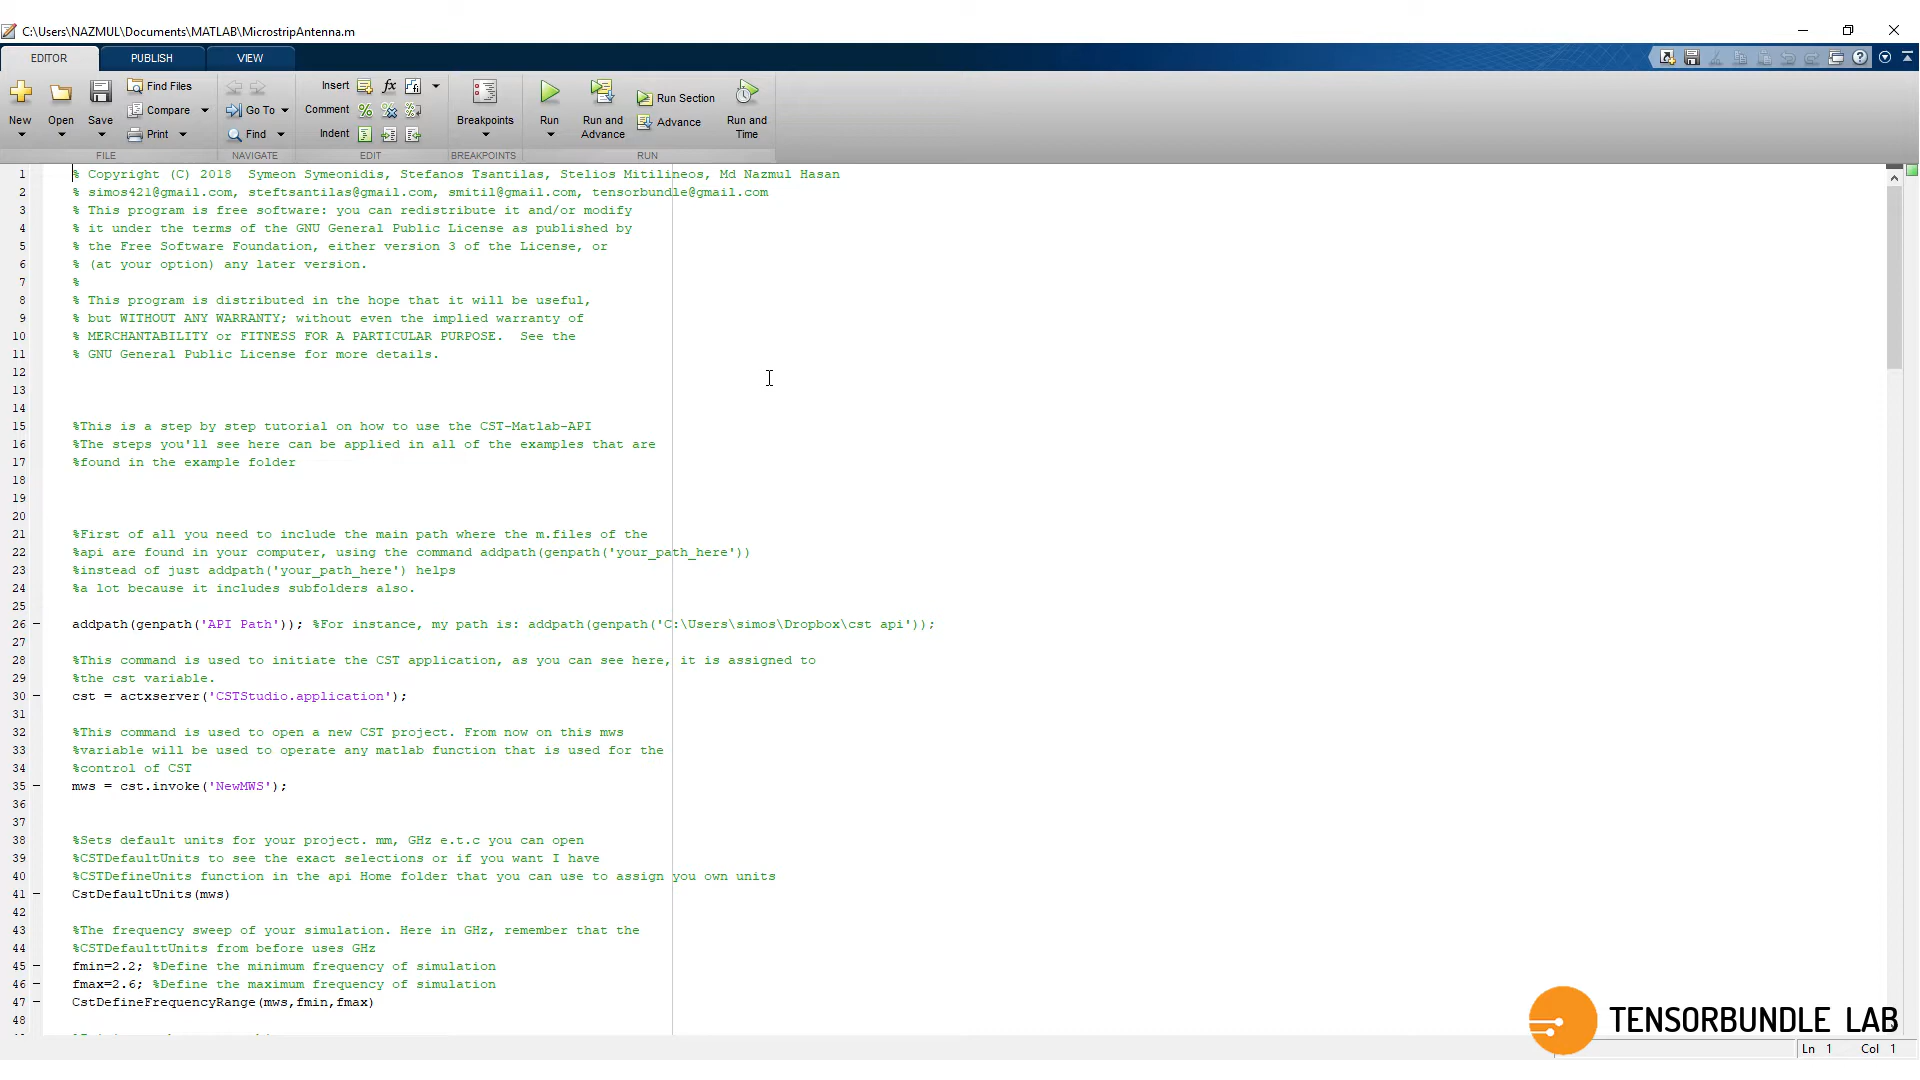 C:\Users\NAZMUL\Documents\MATLAB\MicrostripAntenna.m
EDITOR PUBLISH VIEW
New Open Save Find Files Compare Print
Go To Find
Insert fx
Comment
Indent
Breakpoints
Run Run and Advance Run Section Advance Run and Time
FILE NAVIGATE EDIT BREAKPOINTS RUN
1 % Copyright (C) 2018  Symeon Symeonidis, Stefanos Tsantilas, Stelios Mitilineos, Md Nazmul Hasan
2 % simos421@gmail.com, steftsantilas@gmail.com, smitil@gmail.com, tensorbundle@gmail.com
3 % This program is free software: you can redistribute it and/or modify
4 % it under the terms of the GNU General Public License as published by
5 % the Free Software Foundation, either version 3 of the License, or
6 % (at your option) any later version.
7 %
8 % This program is distributed in the hope that it will be useful,
9 % but WITHOUT ANY WARRANTY; without even the implied warranty of
10 % MERCHANTABILITY or FITNESS FOR A PARTICULAR PURPOSE.  See the
11 % GNU General Public License for more details.
12
13
14
15 %This is a step by step tutorial on how to use the CST-Matlab-API
16 %The steps you'll see here can be applied in all of the examples that are
17 %found in the example folder
18
19
20
21 %First of all you need to include the main path where the m.files of the
22 %api are found in your computer, using the command addpath(genpath('your_path_here'))
23 %instead of just addpath('your_path_here') helps
24 %a lot because it includes subfolders also.
25
26 addpath(genpath('API Path')); %For instance, my path is: addpath(genpath('C:\Users\simos\Dropbox\cst api'));
27
28 %This command is used to initiate the CST application, as you can see here, it is assigned to
29 %the cst variable.
30 cst = actxserver('CSTStudio.application');
31
32 %This command is used to open a new CST project. From now on this mws
33 %variable will be used to operate any matlab function that is used for the
34 %control of CST
35 mws = cst.invoke('NewMWS');
36
37
38 %Sets default units for your project. mm, GHz e.t.c you can open
39 %CSTDefaultUnits to see the exact selections or if you want I have
40 %CSTDefineUnits function in the api Home folder that you can use to assign you own units
41 CstDefaultUnits(mws)
42
43 %The frequency sweep of your simulation. Here in GHz, remember that the
44 %CSTDefaulttUnits from before uses GHz
45 fmin=2.2; %Define the minimum frequency of simulation
46 fmax=2.6; %Define the maximum frequency of simulation
47 CstDefineFrequencyRange(mws,fmin,fmax)
48
TENSORBUNDLE LAB
Ln 1 Col 1